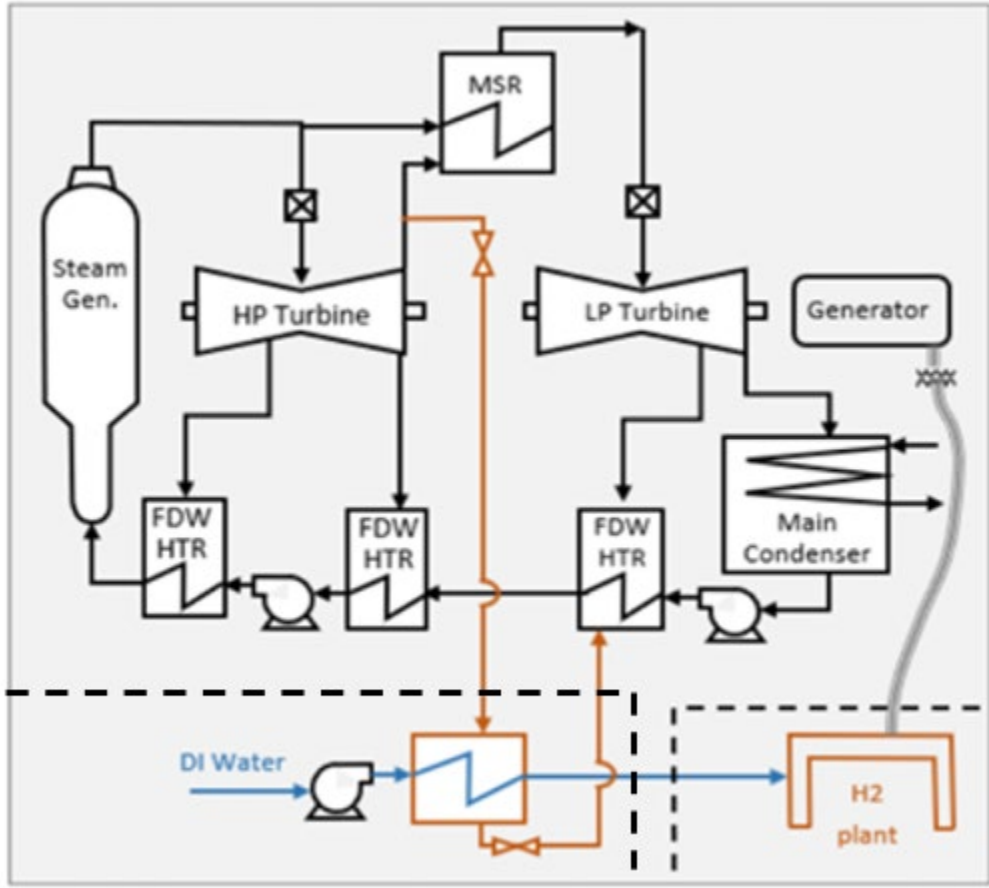 MSR
Steam
Gen.
HP Turbine
LP Turbine
Generator
FDW
HTR
FDW
HTR
FDW
HTR
Main
Condenser
DI Water
H2
plant